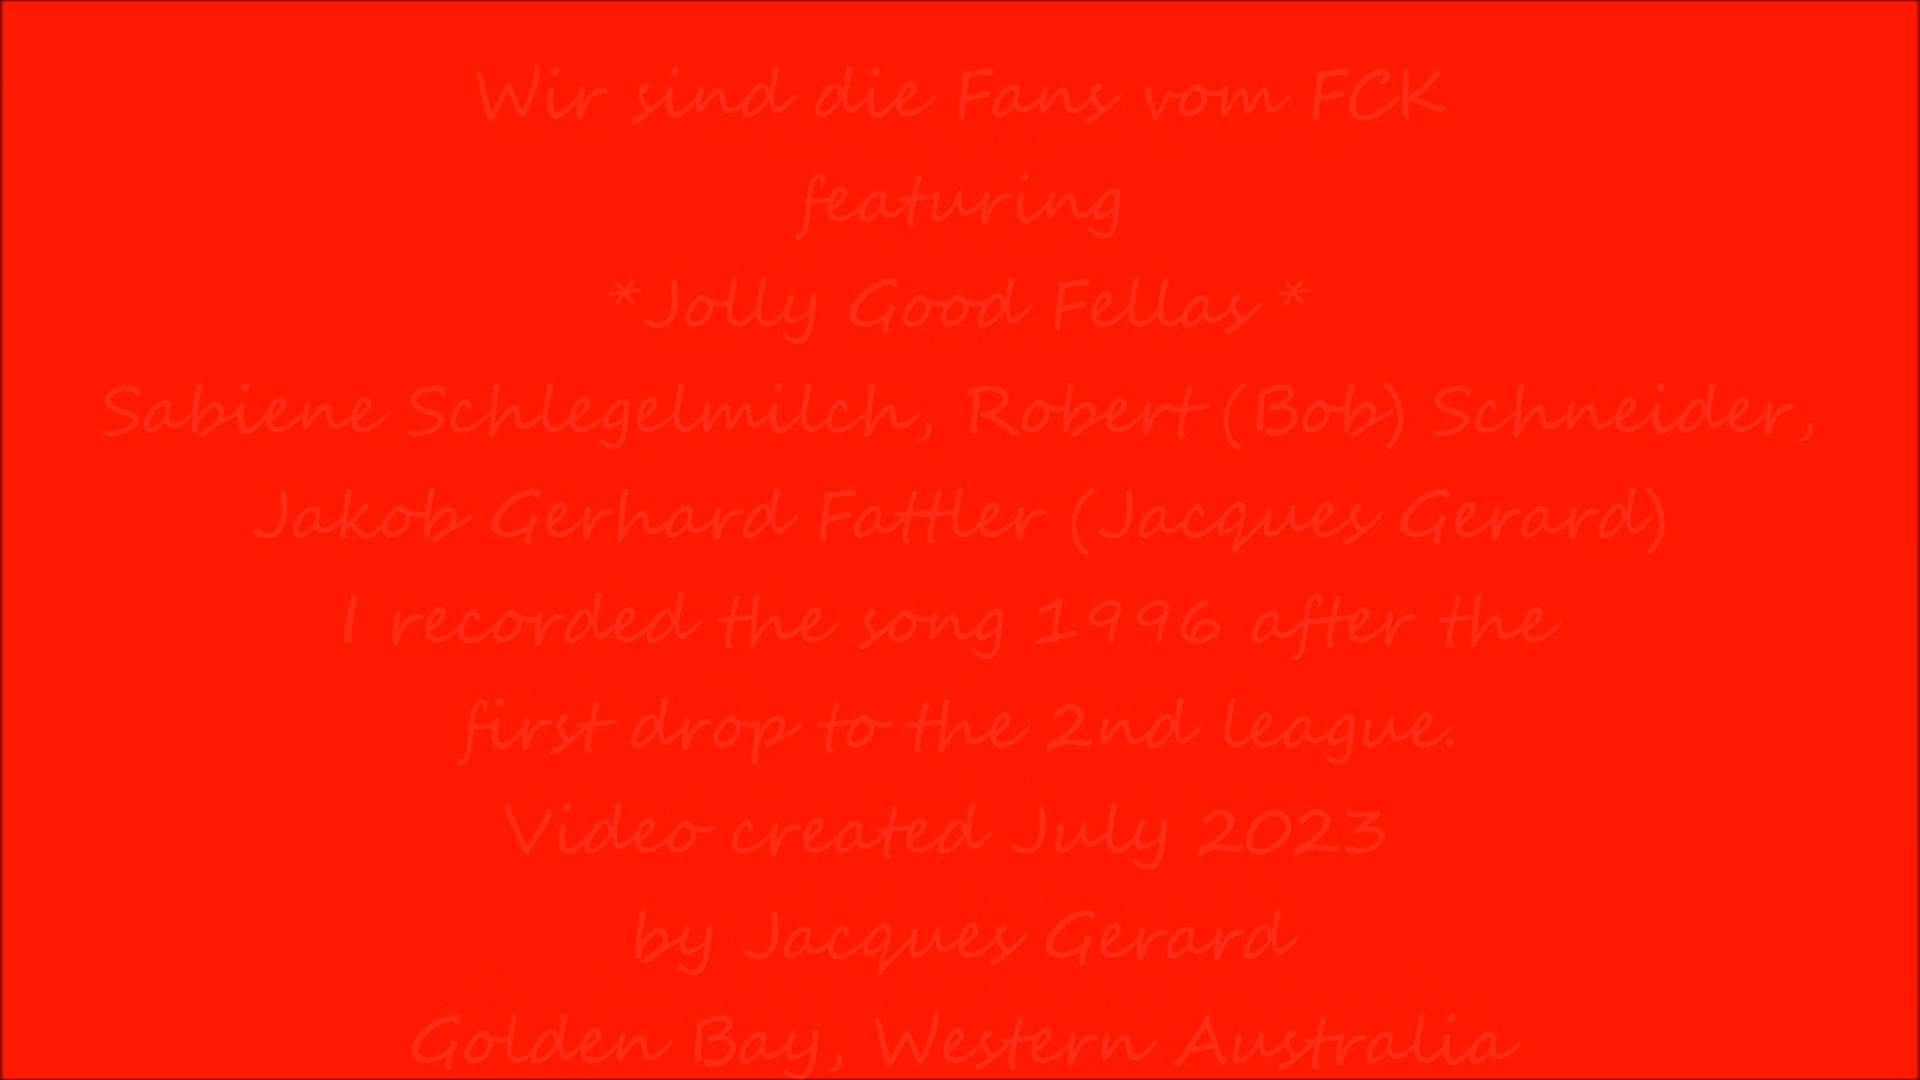 Wir sind die Fans vom FCK
featuring
*Jolly Good Fellas *
Sabiene Schlegelmilch, Robert (Bob) Schneider,
Jakob Gerhard Fattler (Jacques Gerard)
I recorded the song 1996 after the
first drop to the 2nd league.
Video created July 2023
by Jacques Gerard
Golden Bay, Western Australia